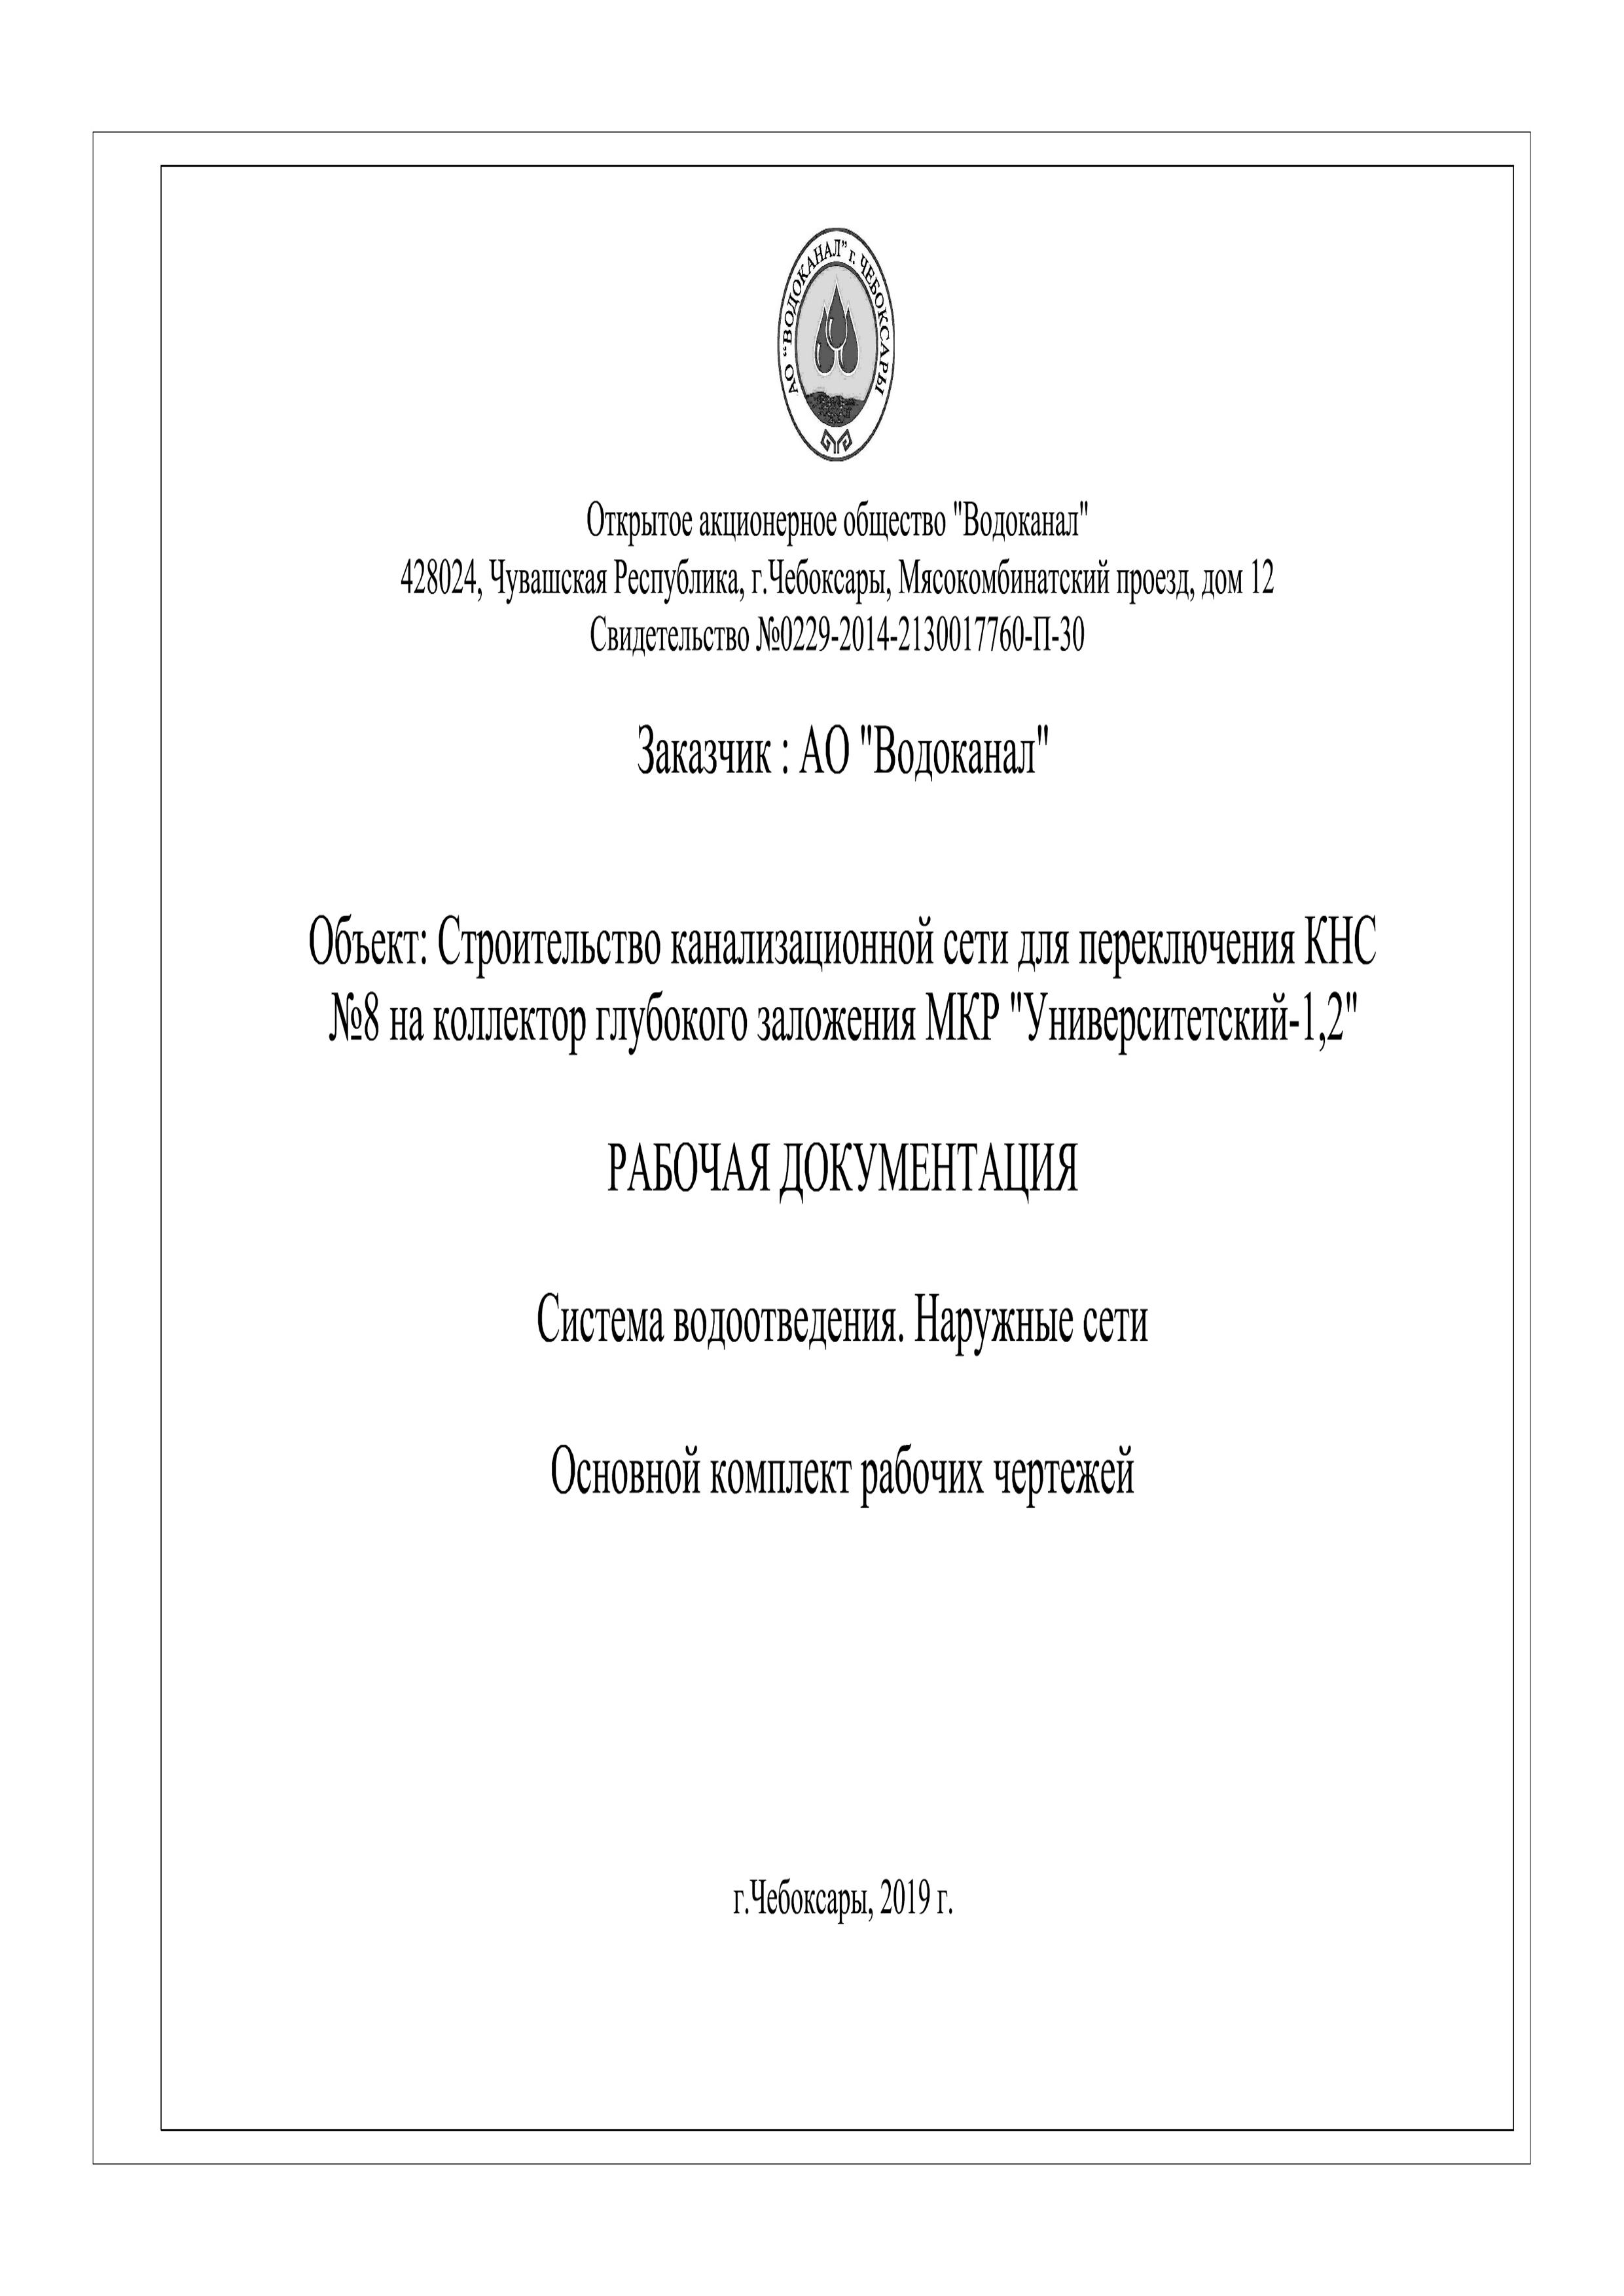 АО "ВОДОКАНАЛ" г. ЧЕБОКСАРЫ
Открытое акционерное общество "Водоканал"
428024, Чувашская Республика, г.Чебоксары, Мясокомбинатский проезд, дом 12
Свидетельство №0229-2014-2130017760-П-30
Заказчик : АО "Водоканал"
Объект: Строительство канализационной сети для переключения КНС
№8 на коллектор глубокого заложения МКР "Университетский-1,2"
РАБОЧАЯ ДОКУМЕНТАЦИЯ
Система водоотведения. Наружные сети
Основной комплект рабочих чертежей
г.Чебоксары, 2019 г.